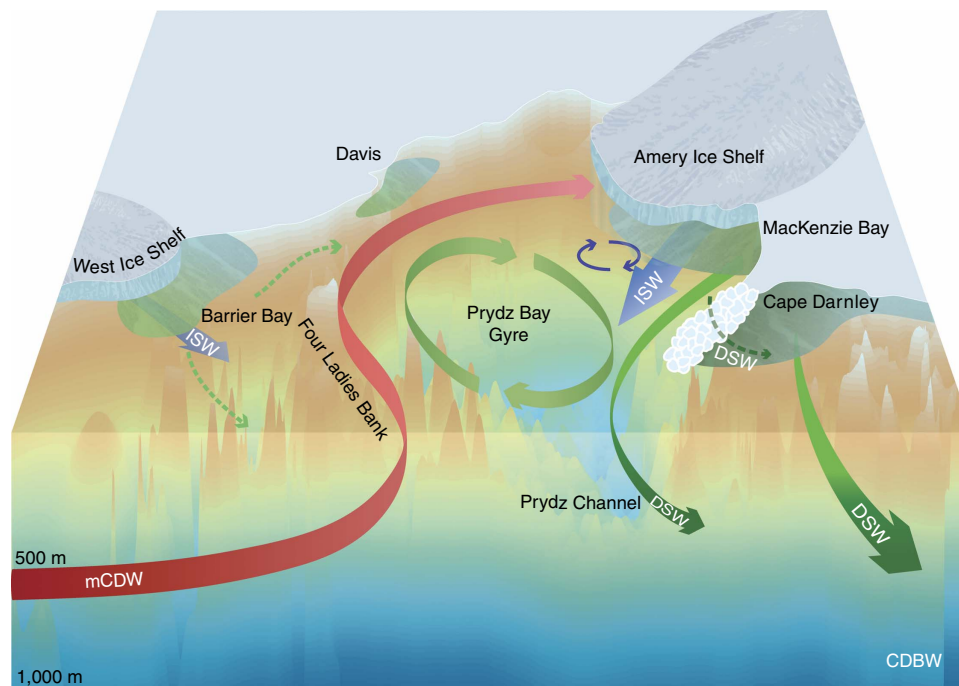 Davis
Amery Ice Shelf
MacKenzie Bay
West Ice Shelf
ISW
Cape Darnley
Barrier Bay
ISW
Prydz Bay
Gyre
DSW
Four Ladies Bank
Prydz Channel
DSW
DSW
500 m
mCDW
CDBW
1,000 m